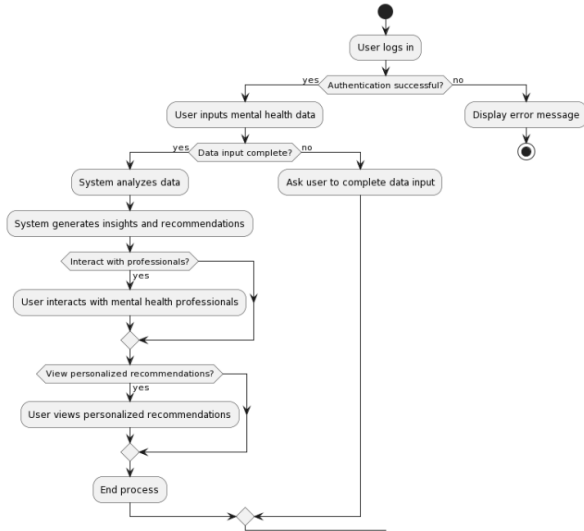 User logs in
yes
Authentication successful?
no
User inputs mental health data
Display error message
yes
Data input complete?
no
System analyzes data
Ask user to complete data input
System generates insights and recommendations
Interact with professionals?
yes
User interacts with mental health professionals
View personalized recommendations?
yes
User views personalized recommendations
End process